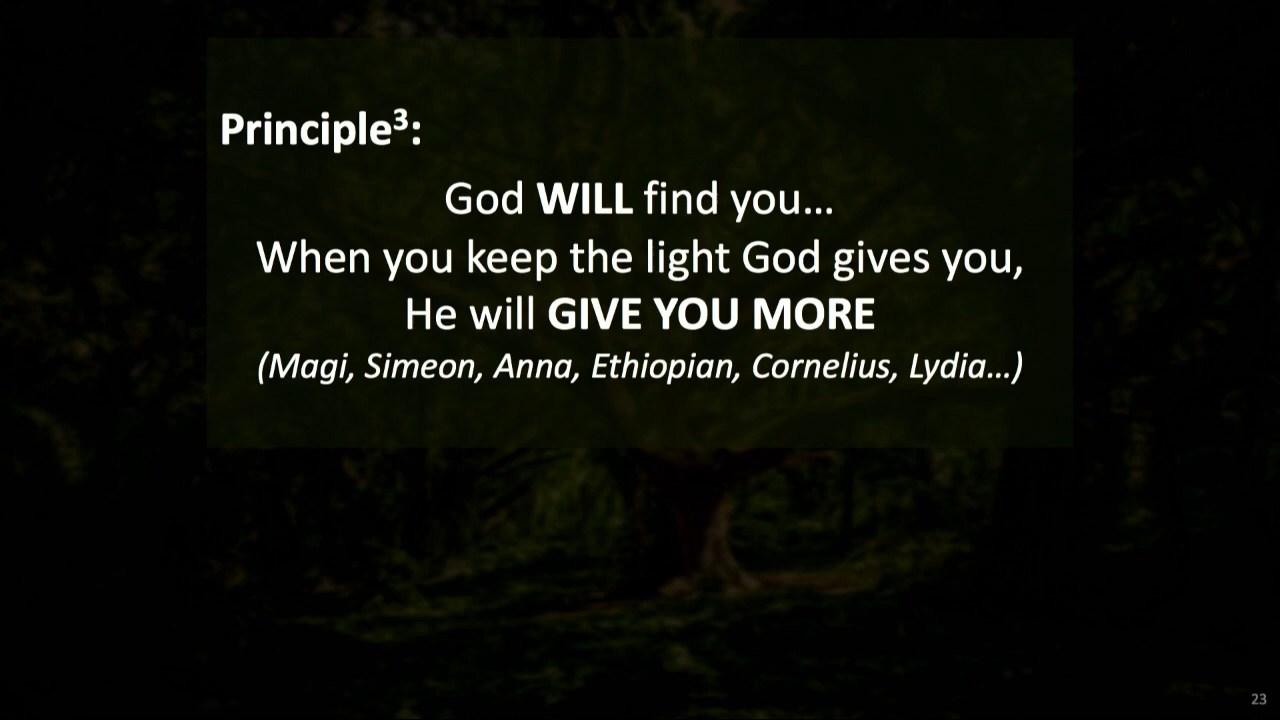 Principle³:
God WILL find you...
When you keep the light God gives you,
He will GIVE YOU MORE
(Magi, Simeon, Anna, Ethiopian, Cornelius, Lydia...)
23